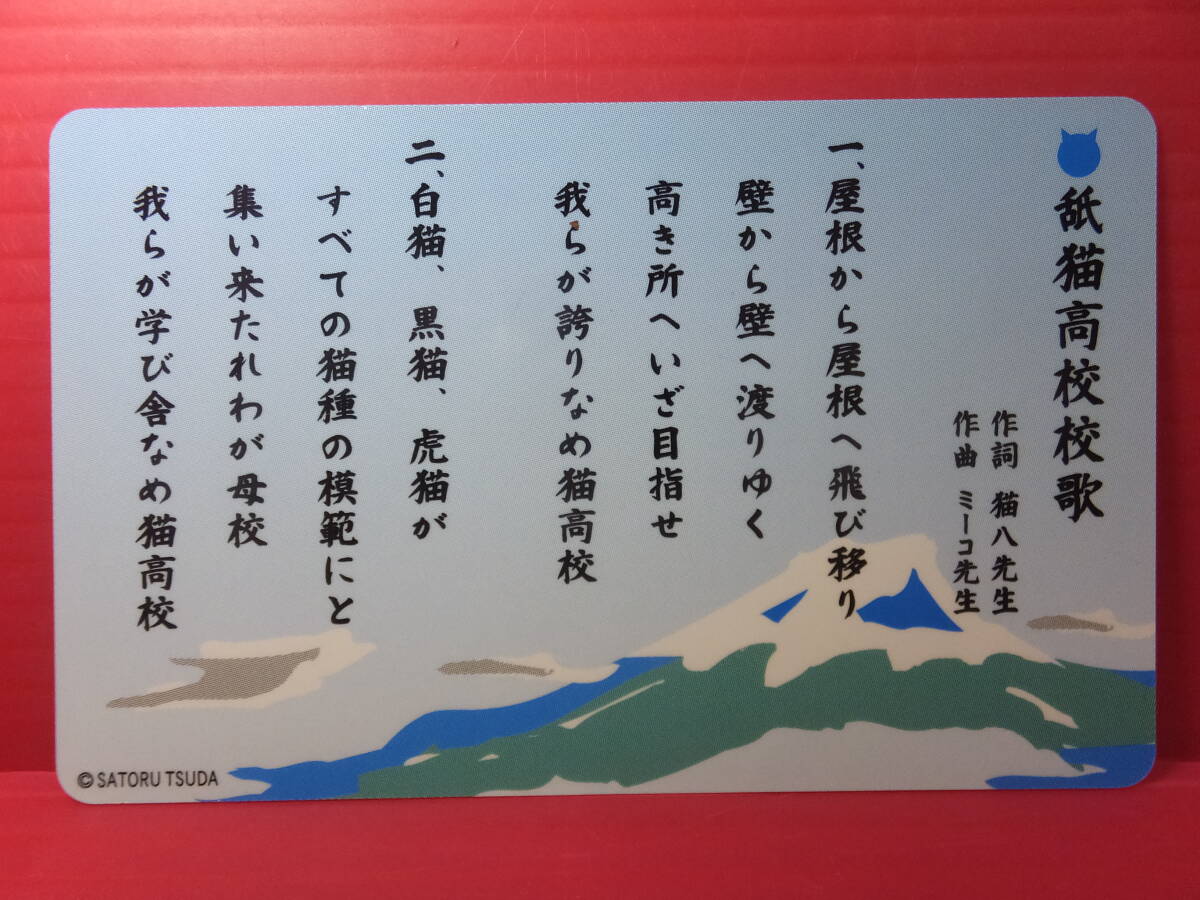 舐猫高校校歌
作詞 猫八先生
作曲 ミーコ先生
一、屋根から屋根へ飛び移り
壁から壁へ渡りゆく
高き所へいざ目指せ
我らが誇りなめ猫高校
二、白猫、黒猫、虎猫が
すべての猫種の模範にと
集い来たれわが母校
我らが学び舎なめ猫高校
© SATORU TSUDA